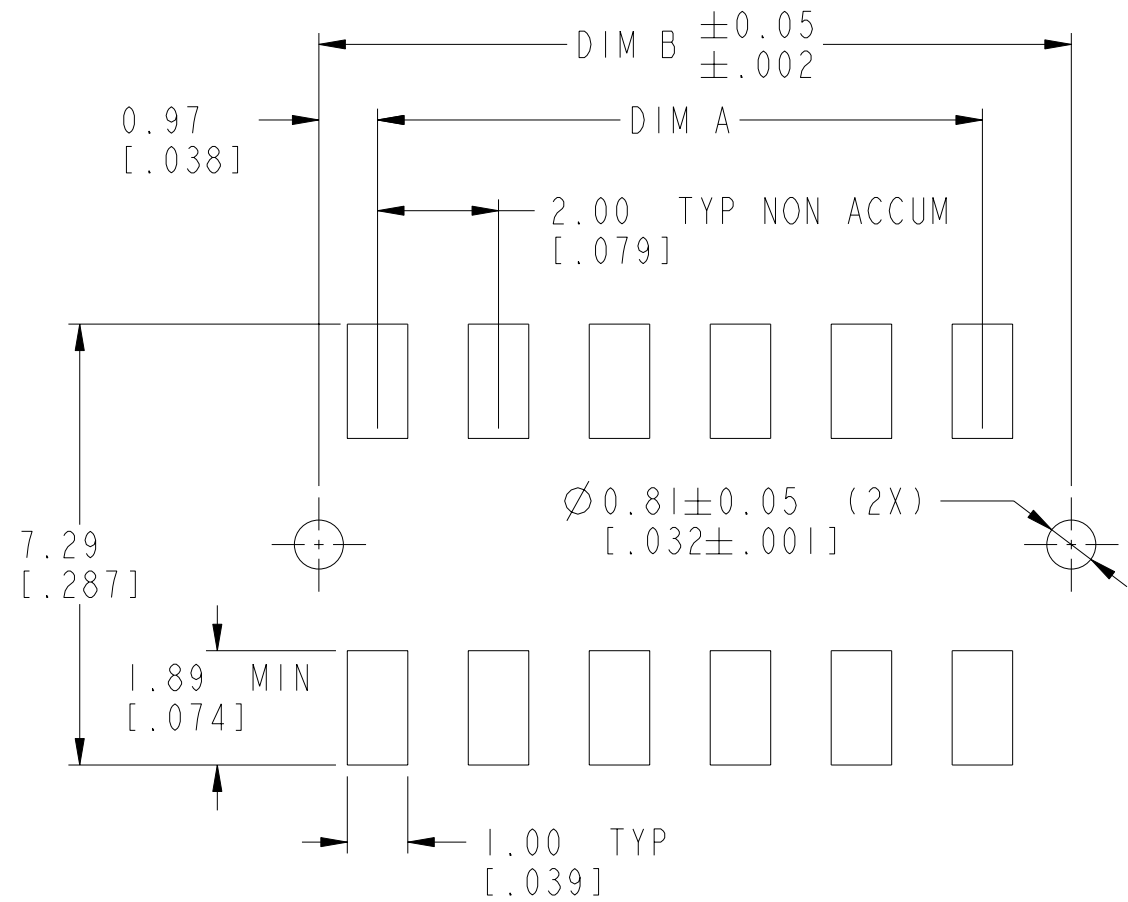 DIM B ±0.05
±.002
0.97
[.038]
DIM A
2.00 TYP NON ACCUM
[.079]
Ø0.81±0.05 (2X)
[.032±.001]
7.29
[.287]
1.89 MIN
[.074]
1.00 TYP
[.039]